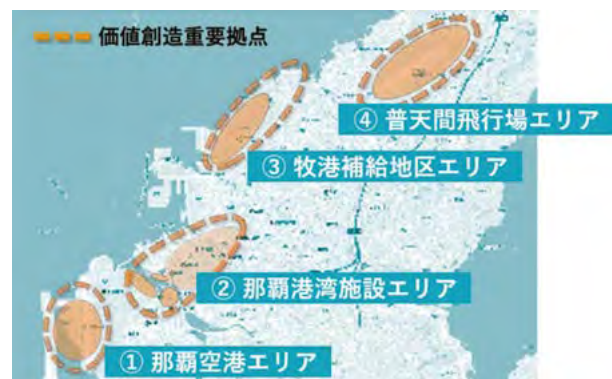 価値創造重要拠点
④ 普天間飛行場エリア
③ 牧港補給地区エリア
② 那覇港湾施設エリア
① 那覇空港エリア